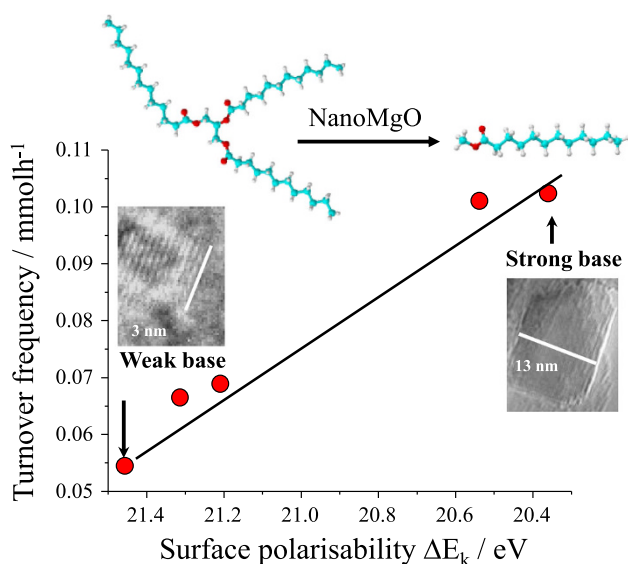 NanoMgO
0.11
0.10
0.09
0.08
0.07
0.06
0.05
Turnover frequency / mmolh-1
3 nm
Weak base
Strong base
13 nm
21.4
21.2
21.0
20.8
20.6
20.4
Surface polarisability ΔEk / eV